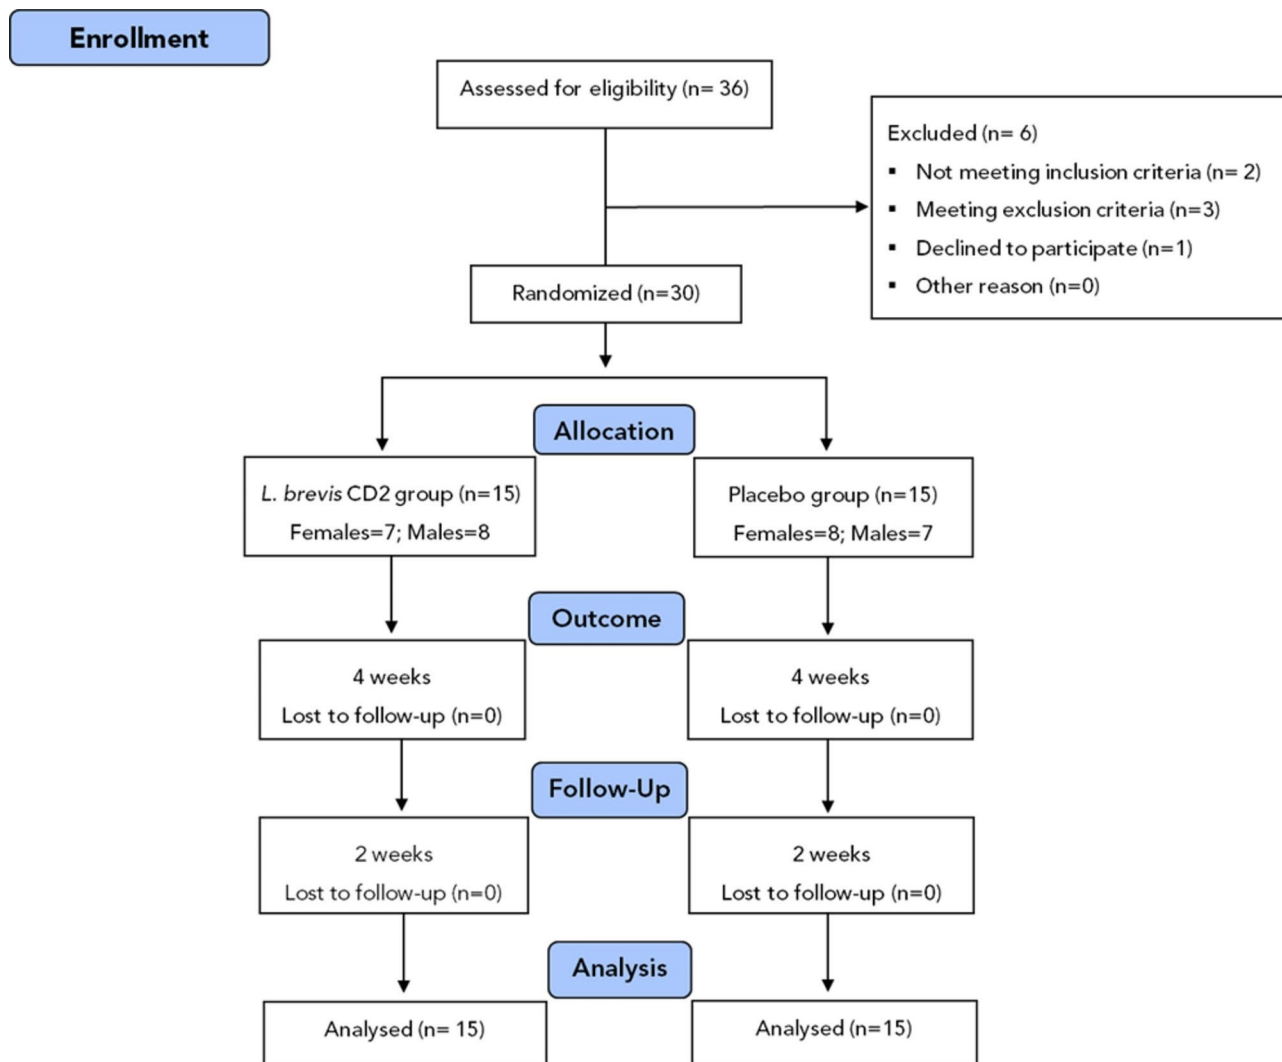 Enrollment
Assessed for eligibility (n= 36)
Excluded (n= 6)
▪ Not meeting inclusion criteria (n= 2)
▪ Meeting exclusion criteria (n=3)
▪ Declined to participate (n=1)
▪ Other reason (n=0)
Randomized (n=30)
Allocation
L. brevis CD2 group (n=15)
Females=7; Males=8
Placebo group (n=15)
Females=8; Males=7
Outcome
4 weeks
Lost to follow-up (n=0)
4 weeks
Lost to follow-up (n=0)
Follow-Up
2 weeks
Lost to follow-up (n=0)
2 weeks
Lost to follow-up (n=0)
Analysis
Analysed (n= 15)
Analysed (n=15)